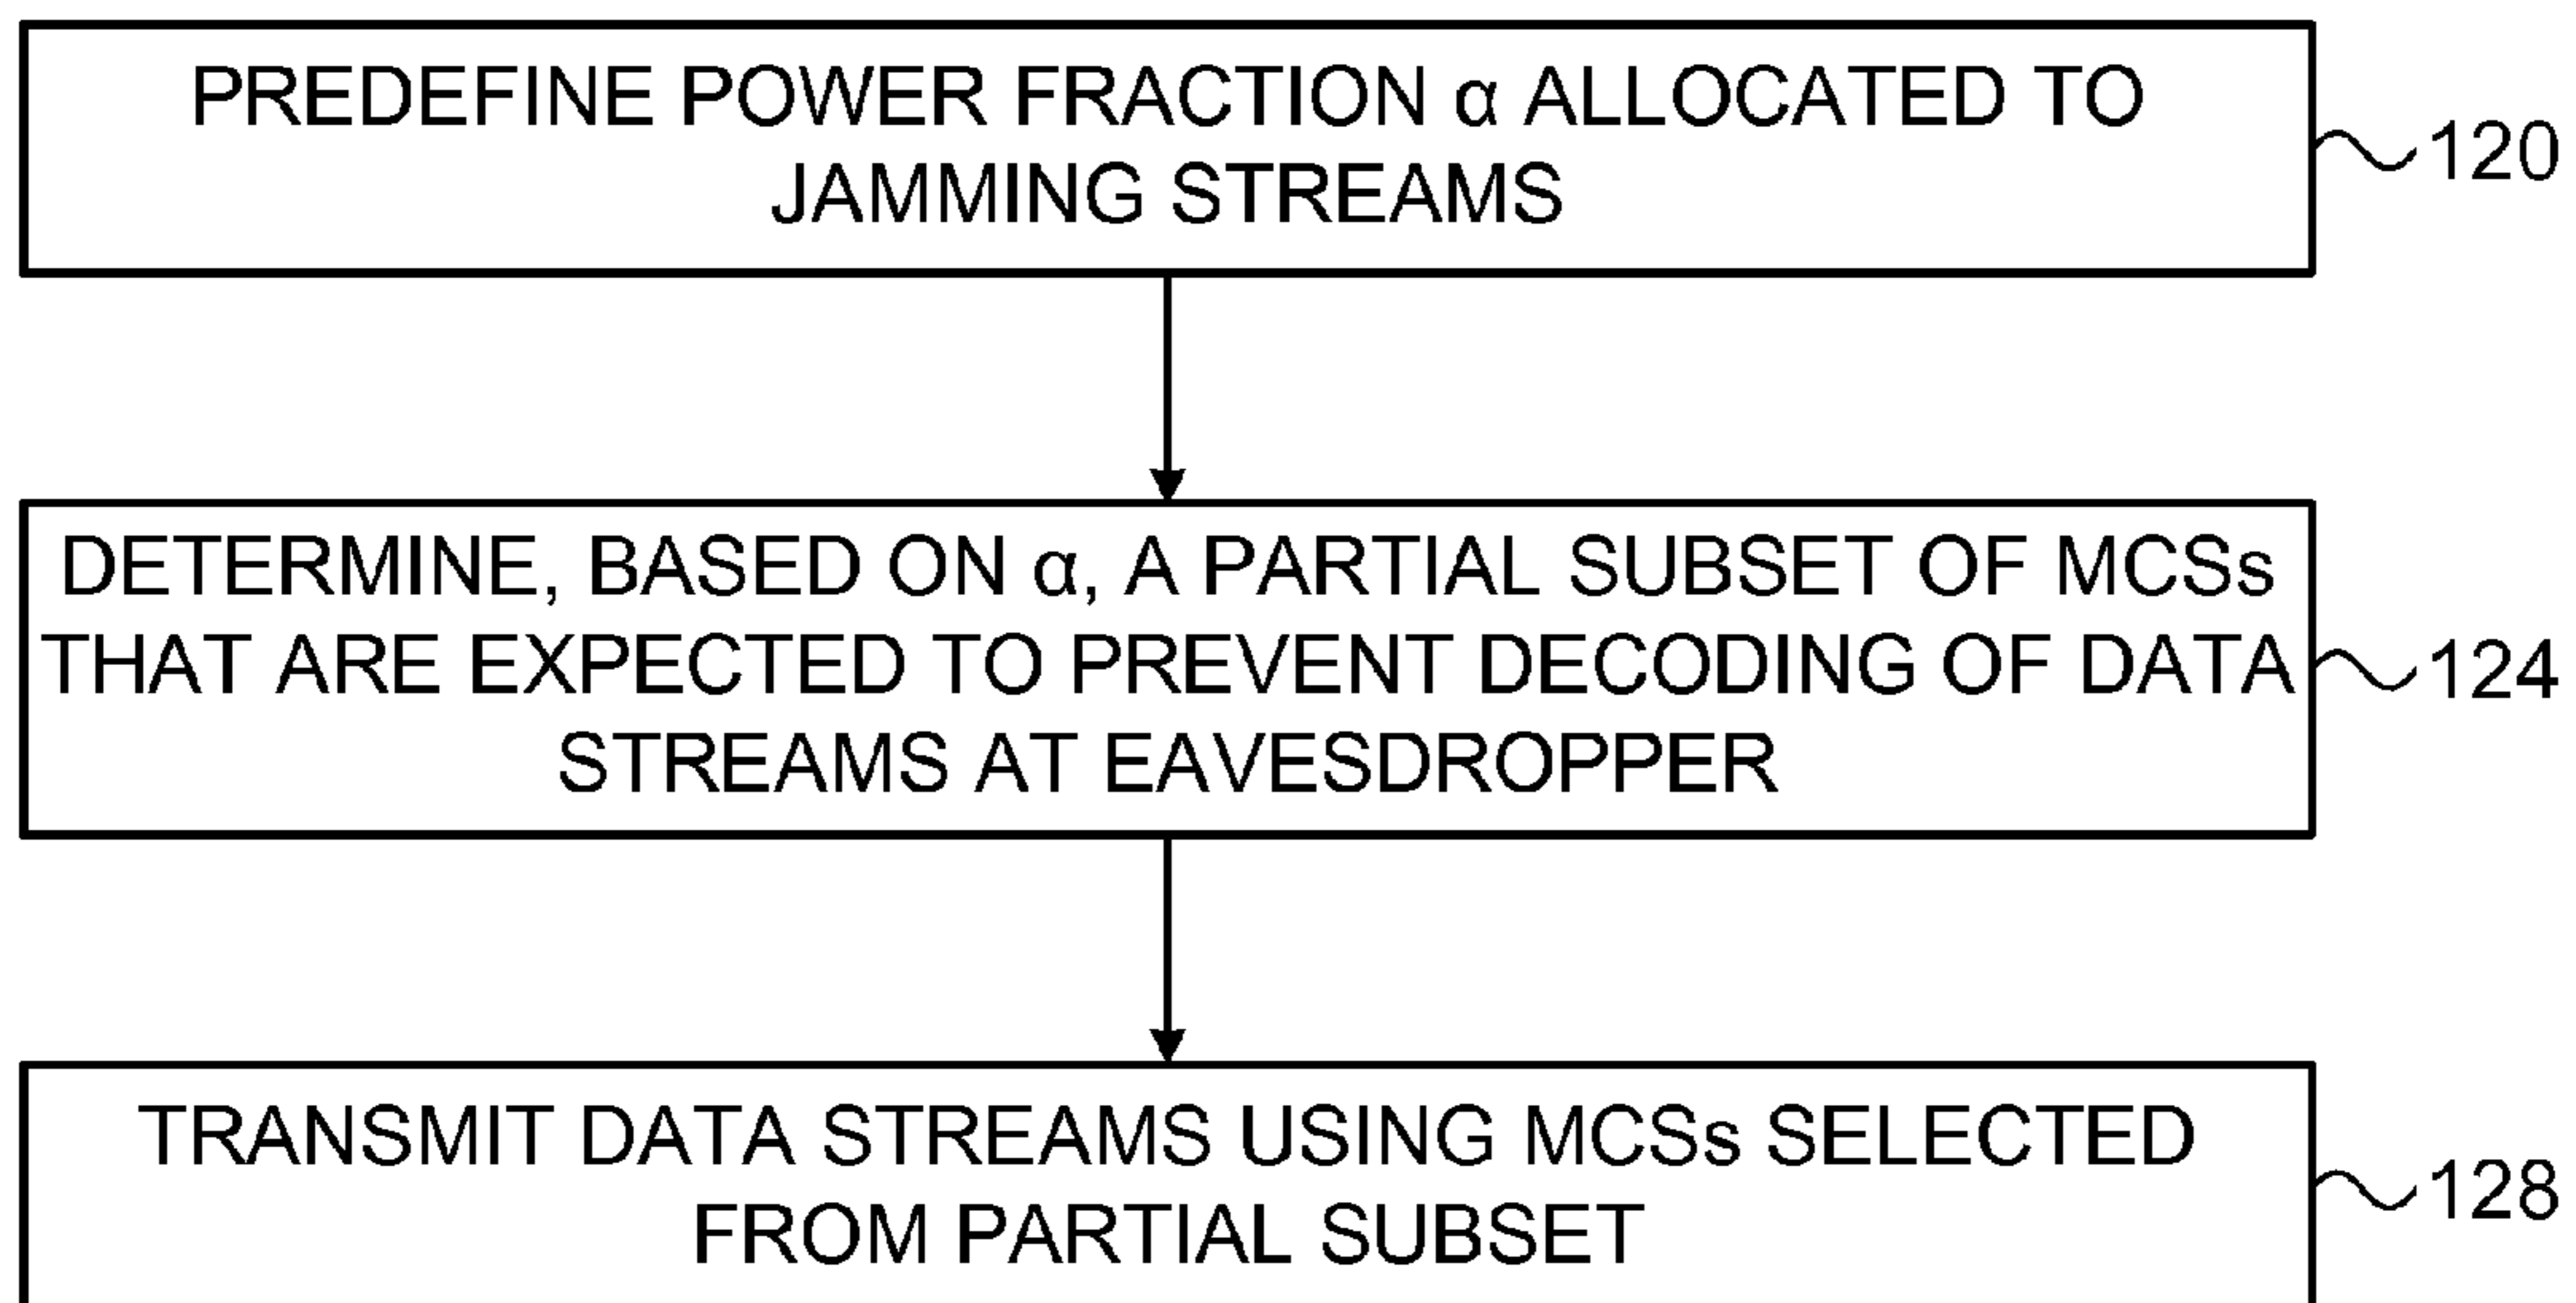 PREDEFINE POWER FRACTION α ALLOCATED TO
JAMMING STREAMS
120
DETERMINE, BASED ON α, A PARTIAL SUBSET OF MCSs
THAT ARE EXPECTED TO PREVENT DECODING OF DATA
STREAMS AT EAVESDROPPER
124
TRANSMIT DATA STREAMS USING MCSs SELECTED
FROM PARTIAL SUBSET
128